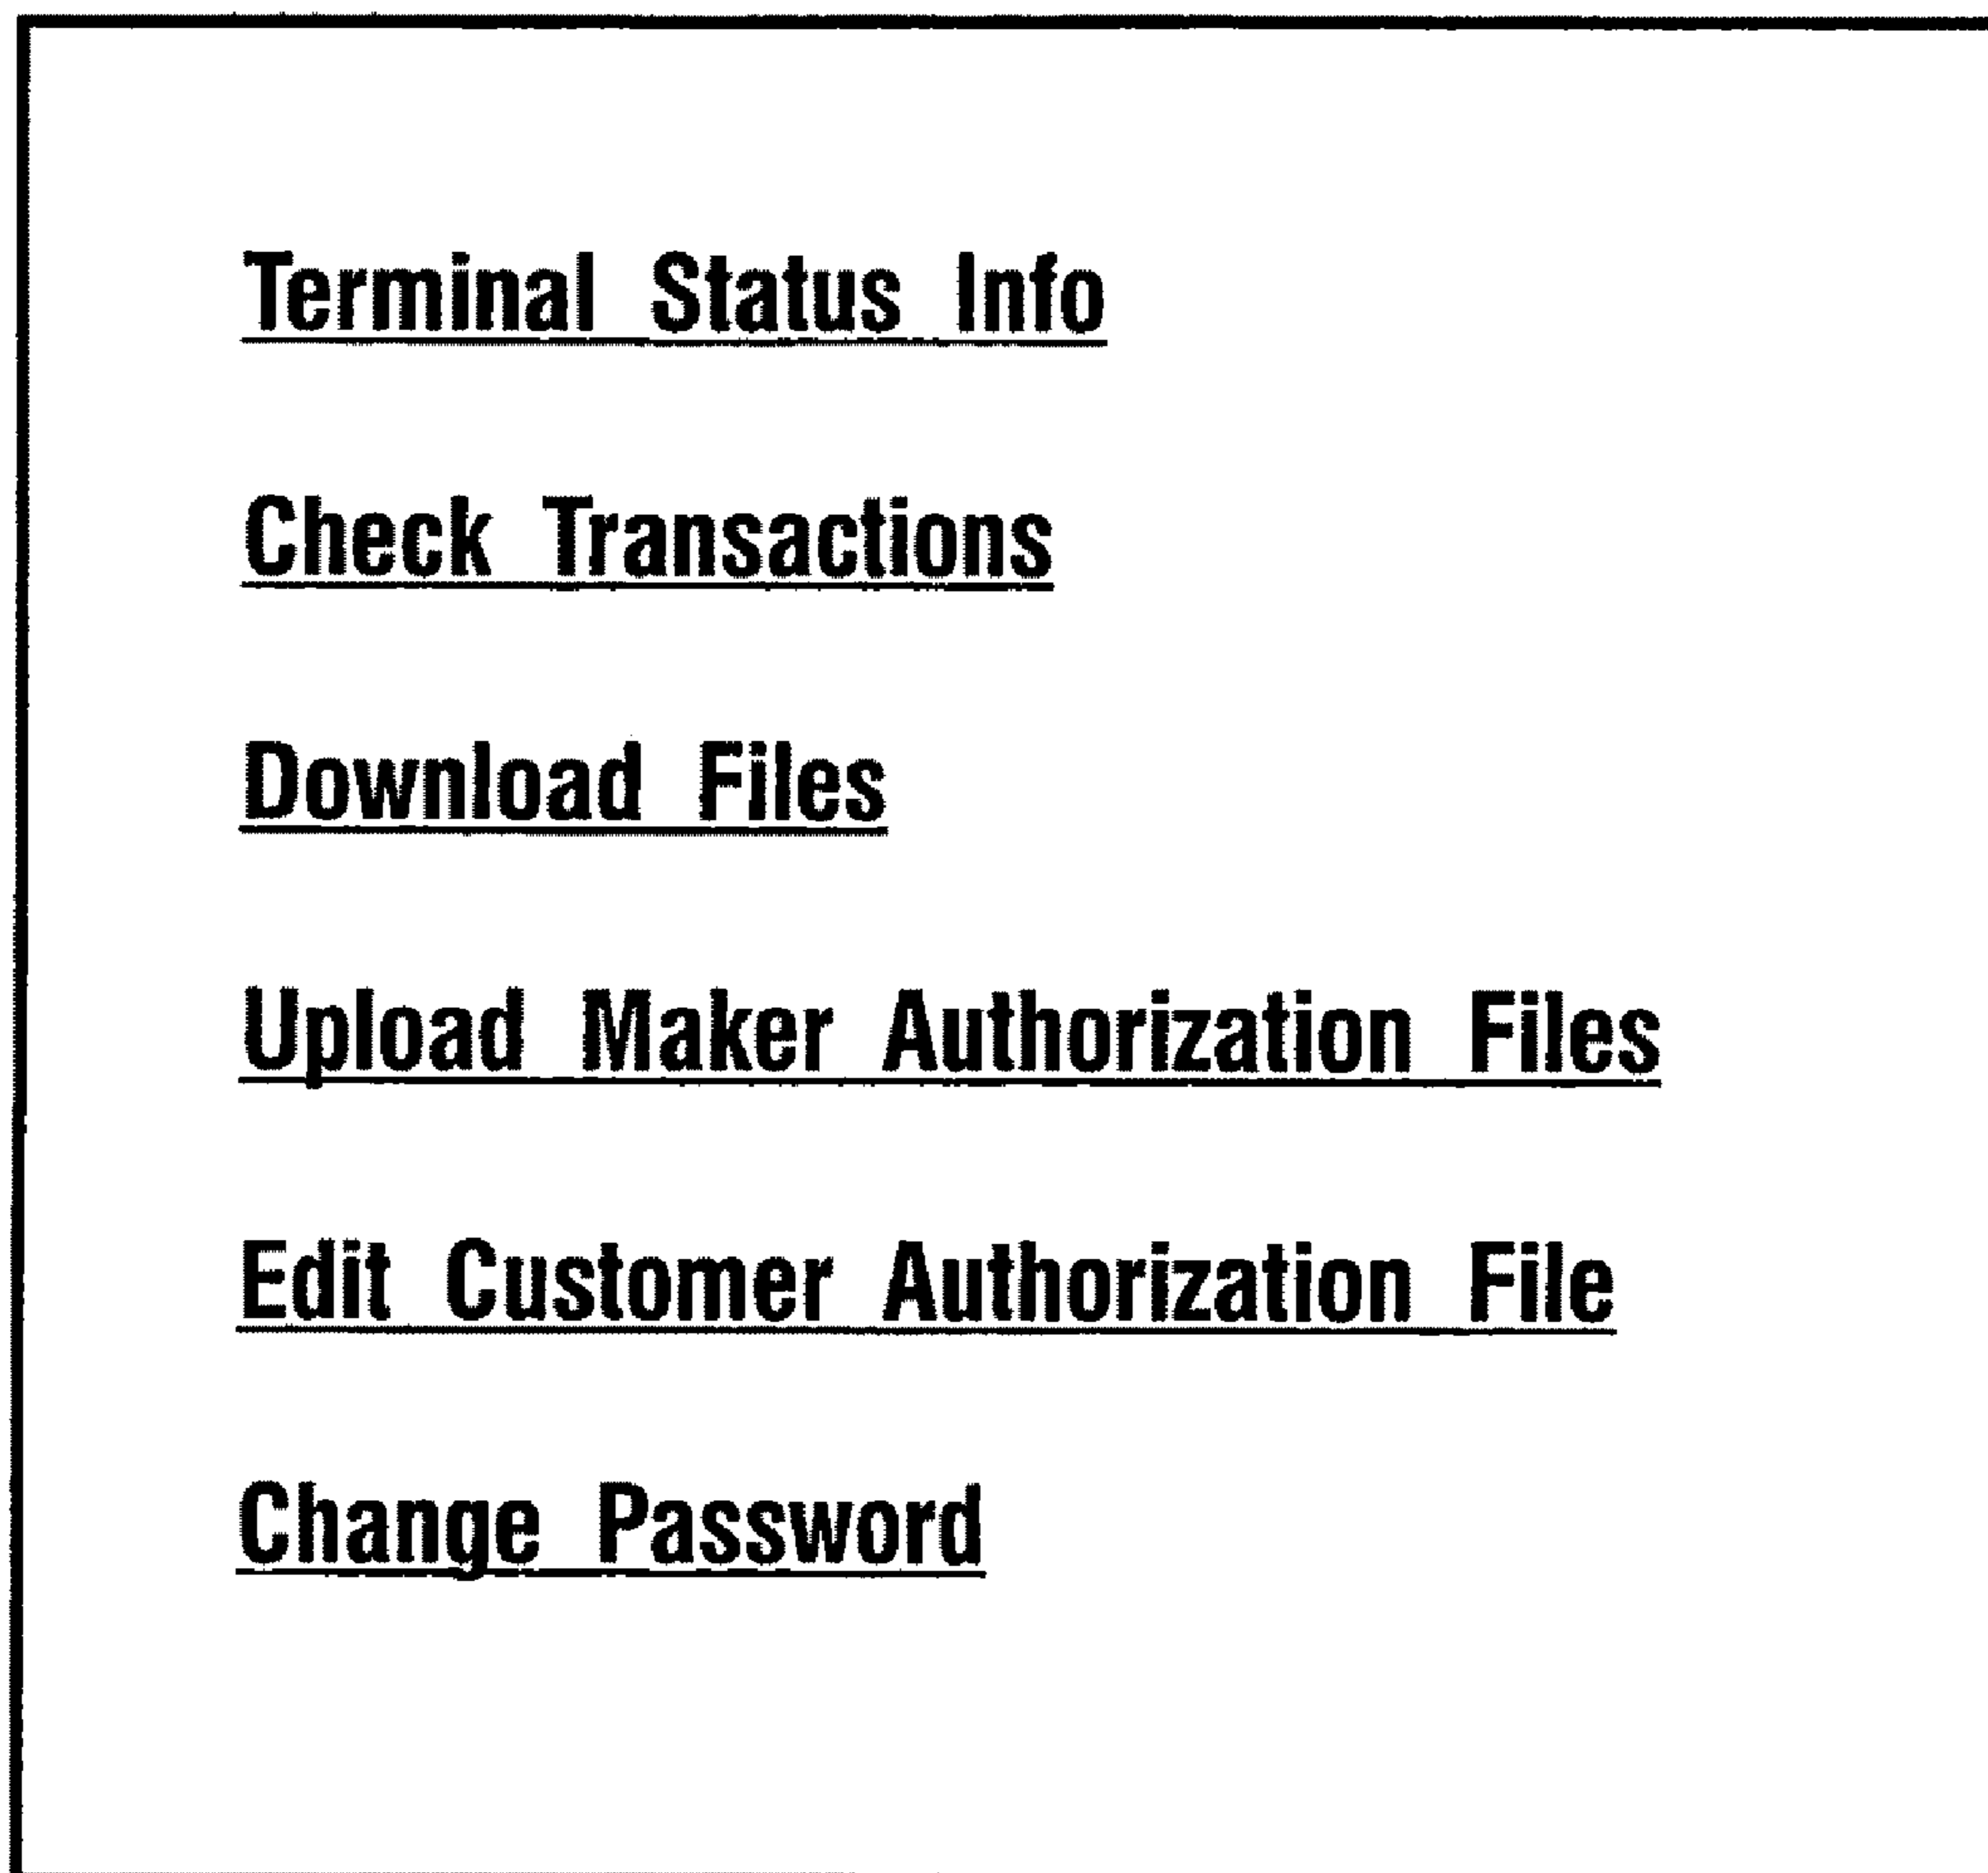 Terminal Status Info
Check Transactions
Download Files
Upload Maker Authorization Files
Edit Customer Authorization File
Change Password